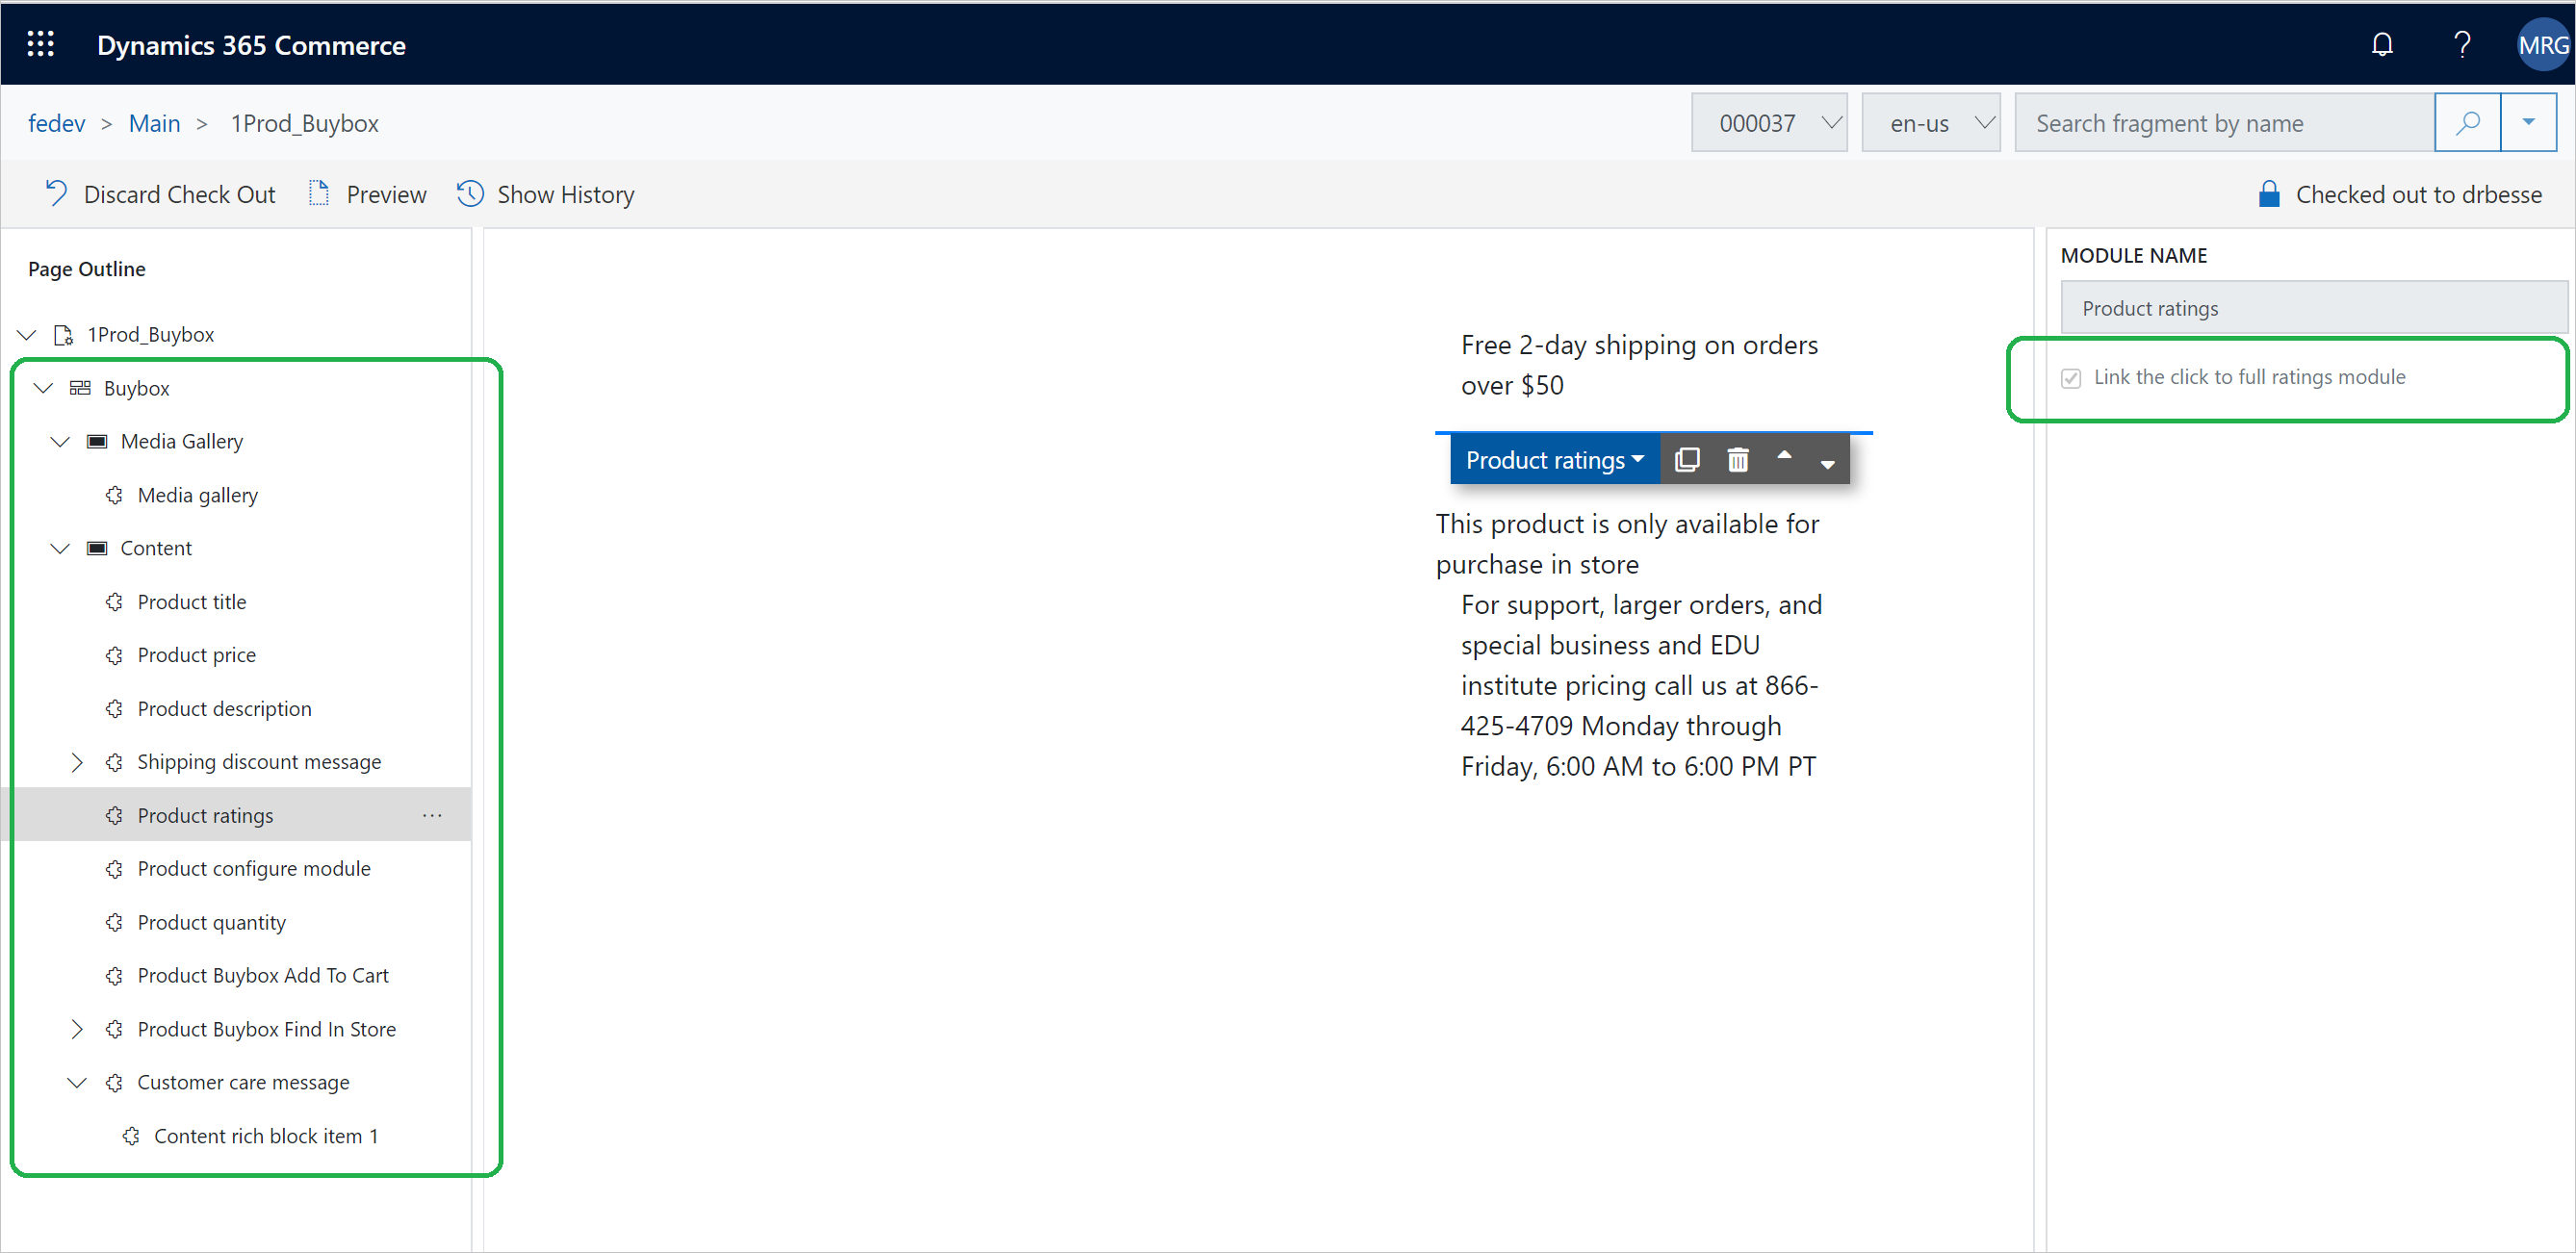 Dynamics 365 Commerce
MRG
fedev > Main > 1Prod_Buybox
000037
en-us
Search fragment by name
Discard Check Out
Preview
Show History
Checked out to drbesse
Page Outline
1Prod_Buybox
Buybox
Media Gallery
Media gallery
Content
Product title
Product price
Product description
Shipping discount message
Product ratings
Product configure module
Product quantity
Product Buybox Add To Cart
Product Buybox Find In Store
Customer care message
Content rich block item 1
Free 2-day shipping on orders
over $50
Product ratings
This product is only available for
purchase in store
For support, larger orders, and
special business and EDU
institute pricing call us at 866-
425-4709 Monday through
Friday, 6:00 AM to 6:00 PM PT
MODULE NAME
Product ratings
Link the click to full ratings module